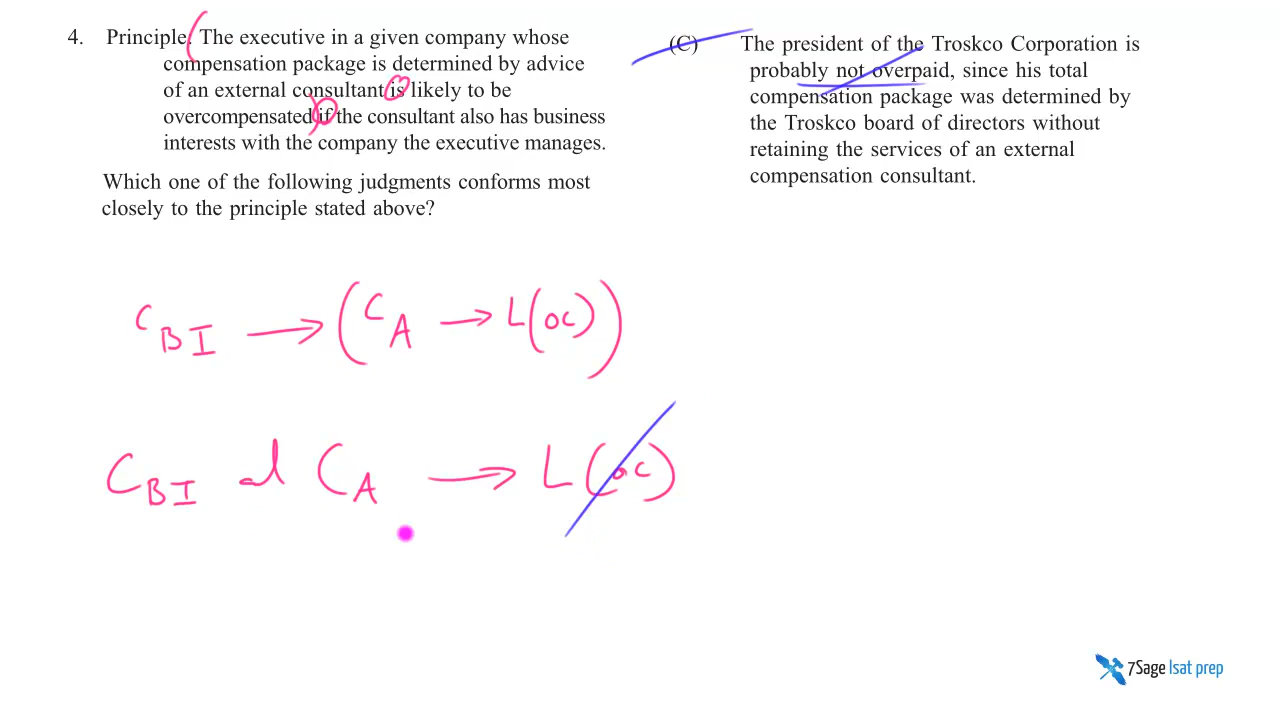 4. Principle: The executive in a given company whose
compensation package is determined by advice
of an external consultant is likely to be
overcompensated if the consultant also has business
interests with the company the executive manages.
Which one of the following judgments conforms most
closely to the principle stated above?
(C) The president of the Troskco Corporation is
probably not overpaid, since his total
compensation package was determined by
the Troskco board of directors without
retaining the services of an external
compensation consultant.
C BI → (C A → L(OC))
C BI al C A → L(OC)
7Sage lsat prep